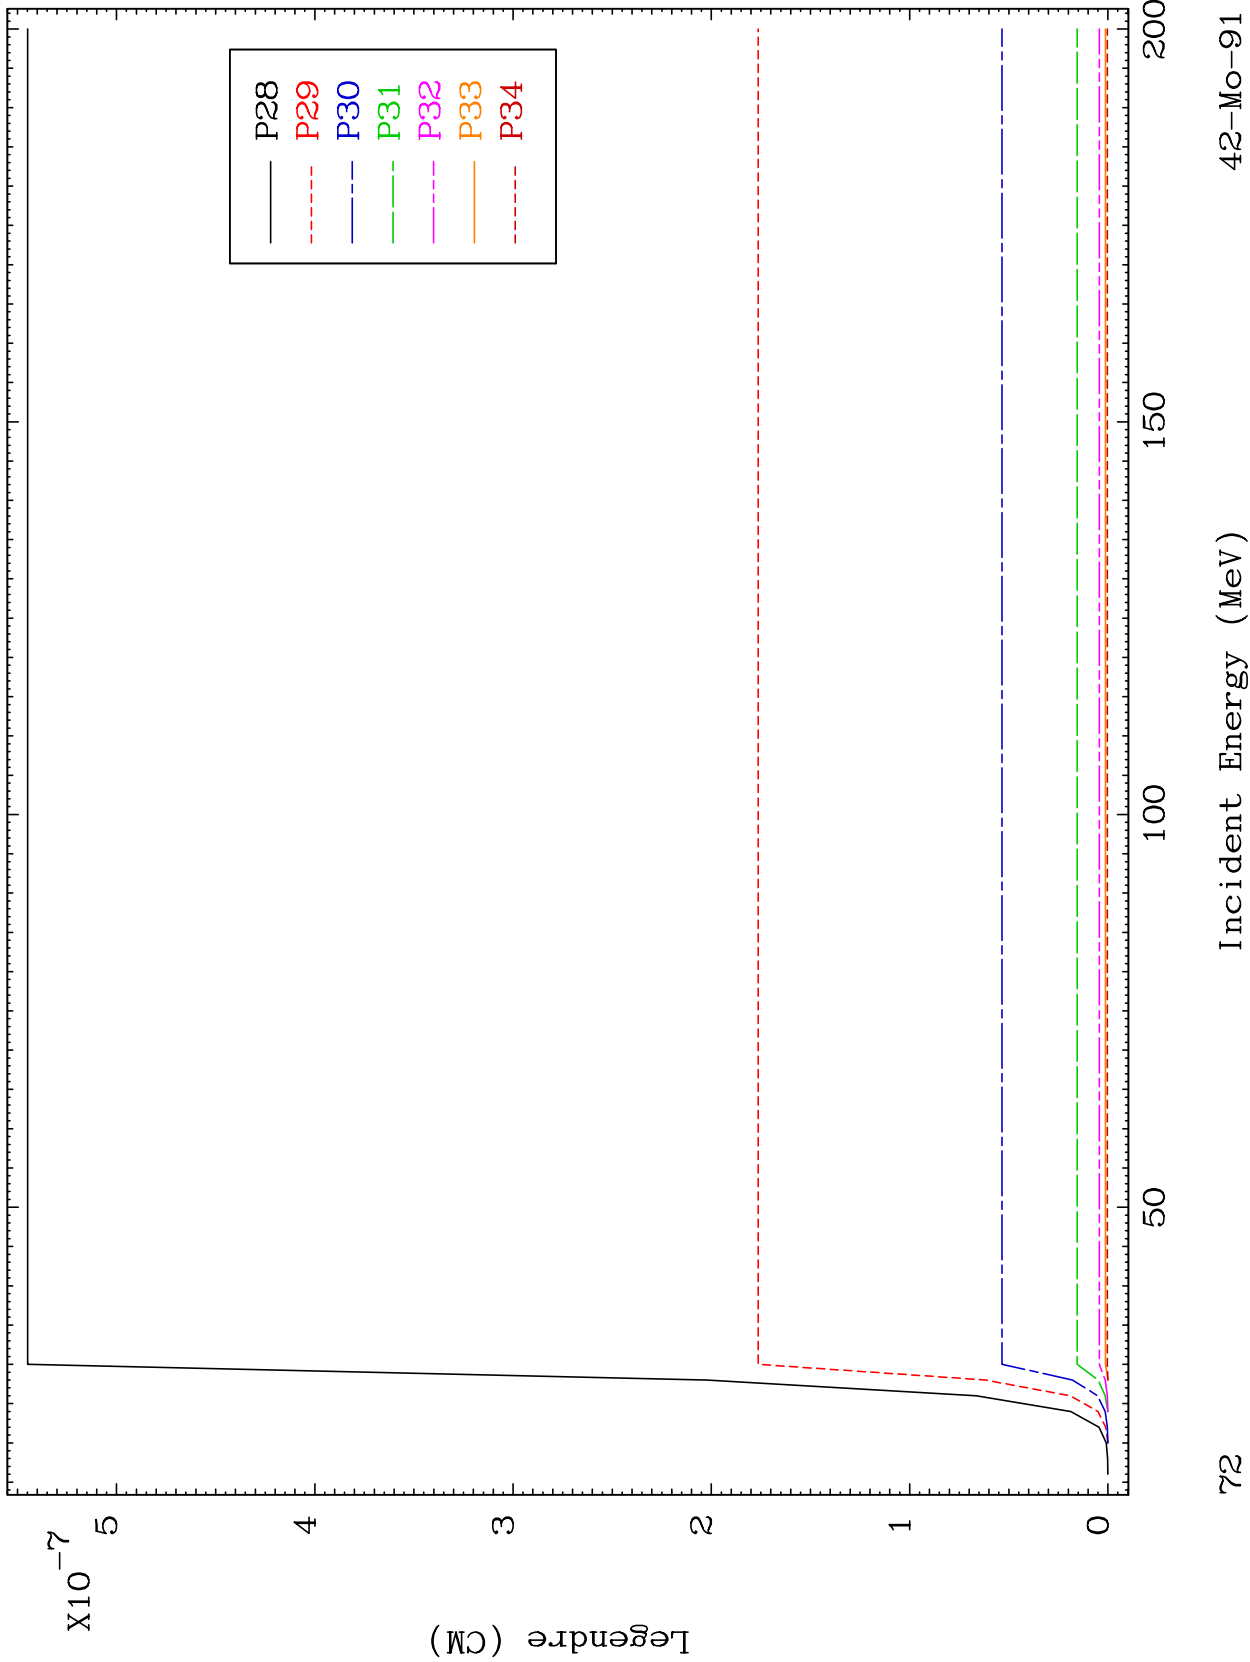 X10-7
5
4
3
2
1
0
Legendre (CM)
P28
P29
P30
P31
P32
P33
P34
50
100
150
200
Incident Energy (MeV)
72
42-Mo-91